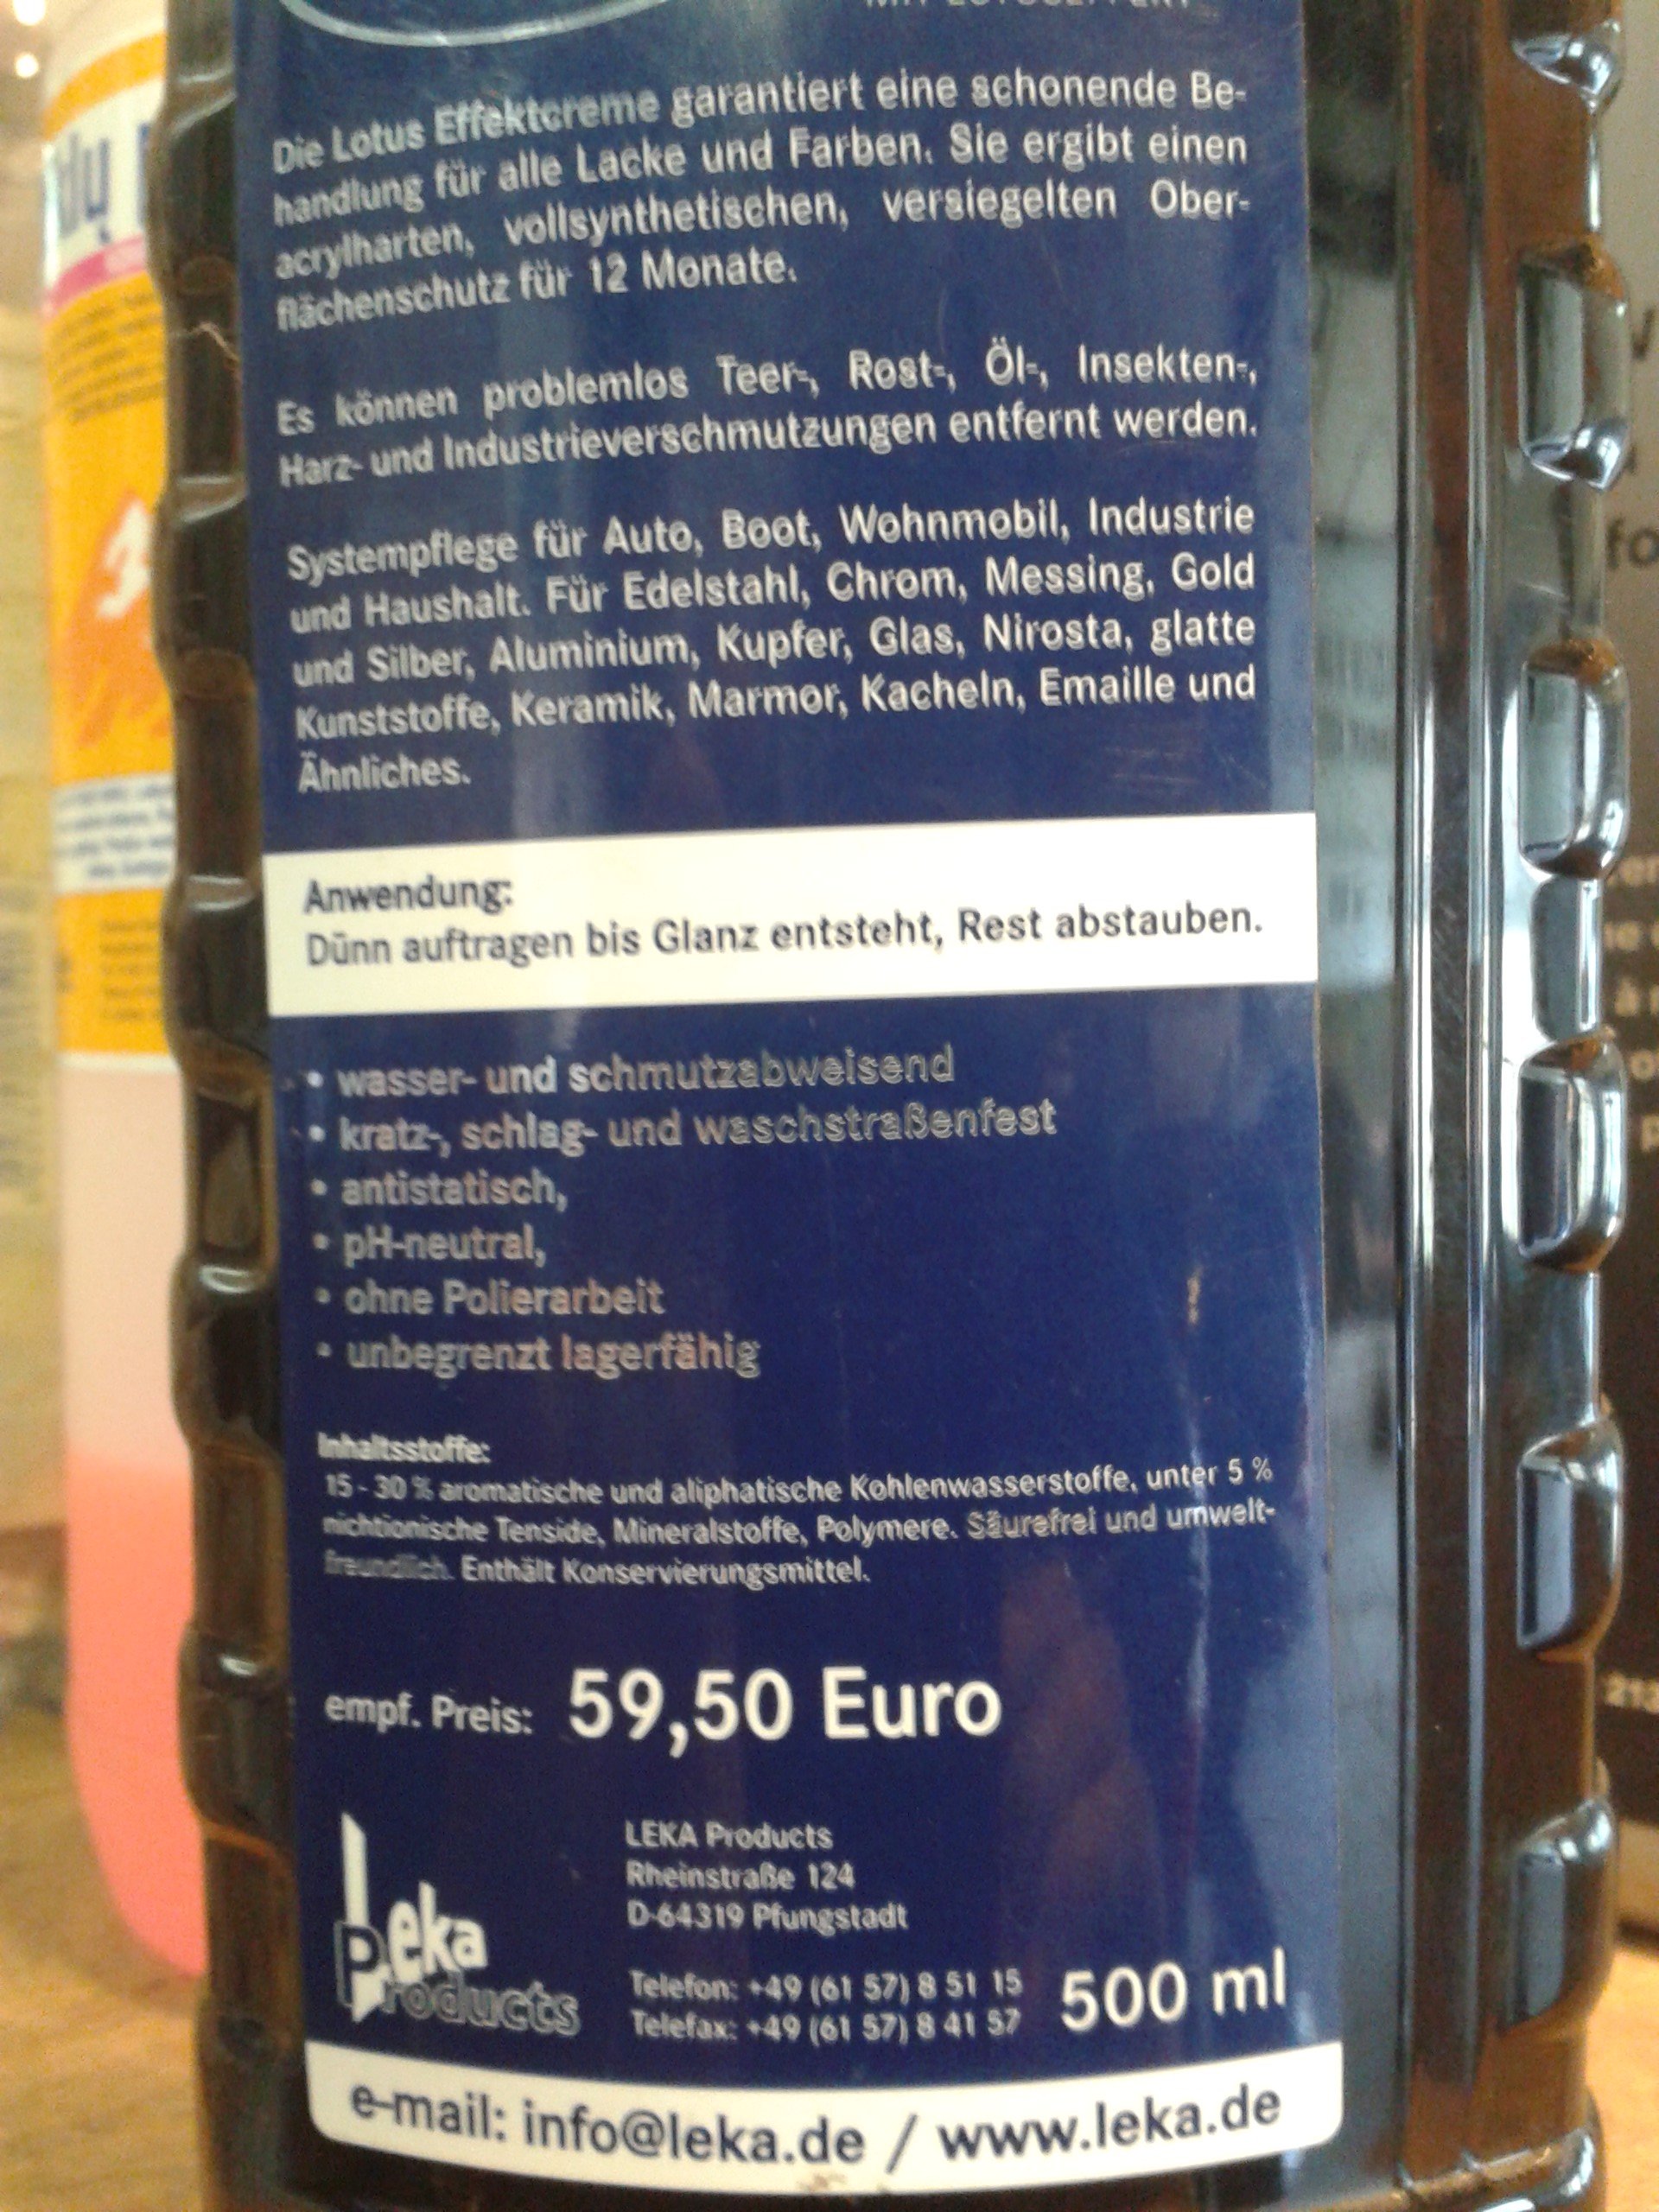 Die Lotus Effektcreme garantiert eine schonende Be-
handlung für alle Lacke und Farben. Sie ergibt einen
acrylharten, vollsynthetischen, versiegelten Ober-
flächenschutz für 12 Monate.
Es können problemlos Teer-, Rost-, Öl-, Insekten-,
Harz- und Industrieverschmutzungen entfernt werden.
Systempflege für Auto, Boot, Wohnmobil, Industrie
und Haushalt. Für Edelstahl, Chrom, Messing, Gold
und Silber, Aluminium, Kupfer, Glas, Nirosta, glatte
Kunststoffe, Keramik, Marmor, Kacheln, Emaille und
Ähnliches.
Anwendung:
Dünn auftragen bis Glanz entsteht, Rest abstauben.
• wasser- und schmutzabweisend
• kratz-, schlag- und waschstraßenfest
• antistatisch,
• pH-neutral,
• ohne Polierarbeit
• unbegrenzt lagerfähig
Inhaltsstoffe:
15 - 30 % aromatische und aliphatische Kohlenwasserstoffe, unter 5 %
nichtionische Tenside, Mineralstoffe, Polymere. Säurefrei und umwelt-
freundlich. Enthält Konservierungsmittel.
empf. Preis: 59,50 Euro
Leka
Products
LEKA Products
Rheinstraße 124
D-64319 Pfungstadt
Telefon: +49 (61 57) 8 51 15
Telefax: +49 (61 57) 8 41 57
500 ml
e-mail: info@leka.de / www.leka.de